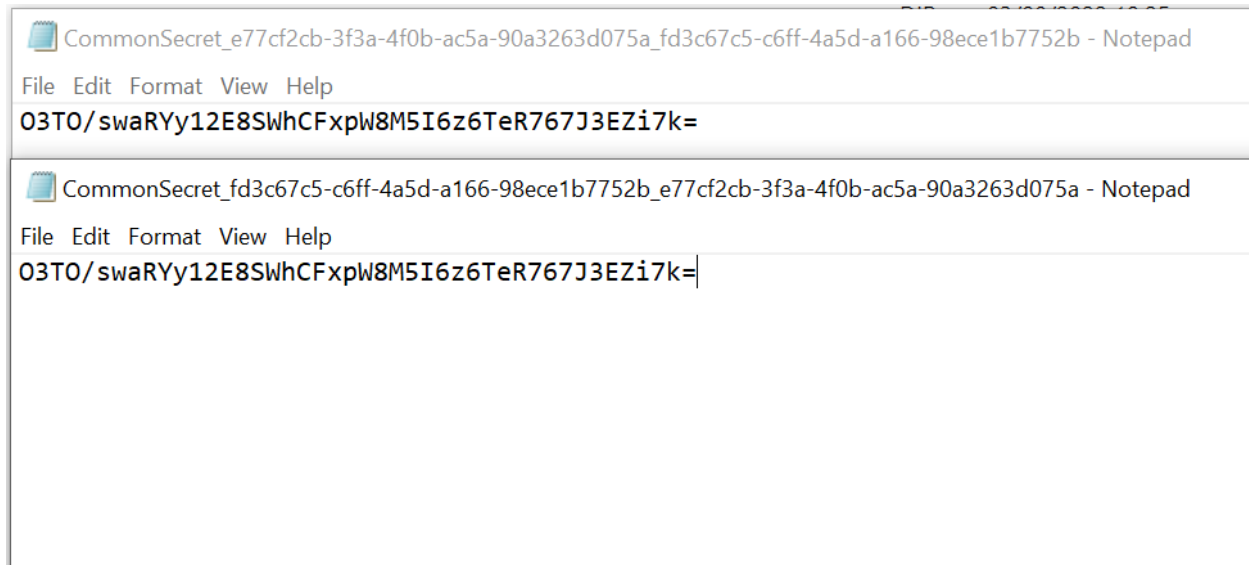 CommonSecret_e77cf2cb-3f3a-4f0b-ac5a-90a3263d075a_fd3c67c5-c6ff-4a5d-a166-98ece1b7752b - Notepad
File Edit Format View Help
O3TO/swaRYy12E8SWhCFxpW8M5I6z6TeR767J3EZi7k=
CommonSecret_fd3c67c5-c6ff-4a5d-a166-98ece1b7752b_e77cf2cb-3f3a-4f0b-ac5a-90a3263d075a - Notepad
File Edit Format View Help
O3TO/swaRYy12E8SWhCFxpW8M5I6z6TeR767J3EZi7k=